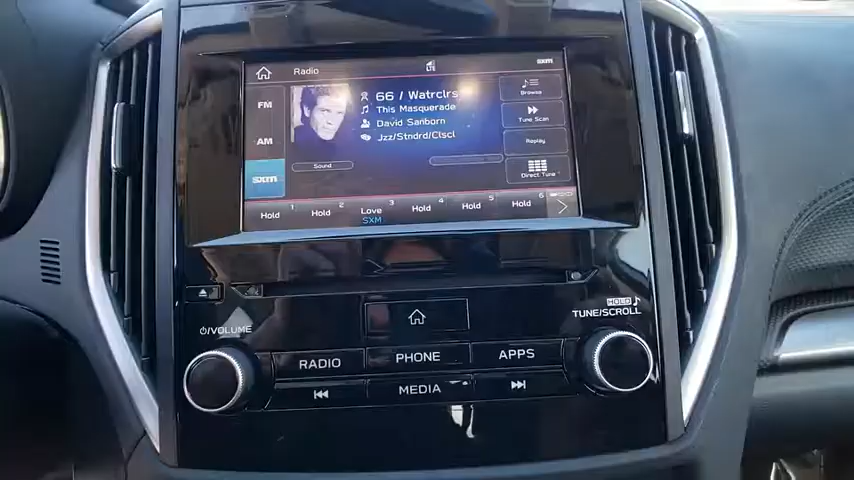 Radio
LTE
sxm
FM
AM
sxm
66 / Watrclrs
This Masquerade
David Sanborn
Jzz/Stndrd/Clscl
Sound
Browse
Tune Scan
Replay
Direct Tune
1 2 3 4 5 6
Hold Hold Love Hold Hold Hold
SXM
VOLUME
HOLD
TUNE/SCROLL
RADIO PHONE APPS
MEDIA